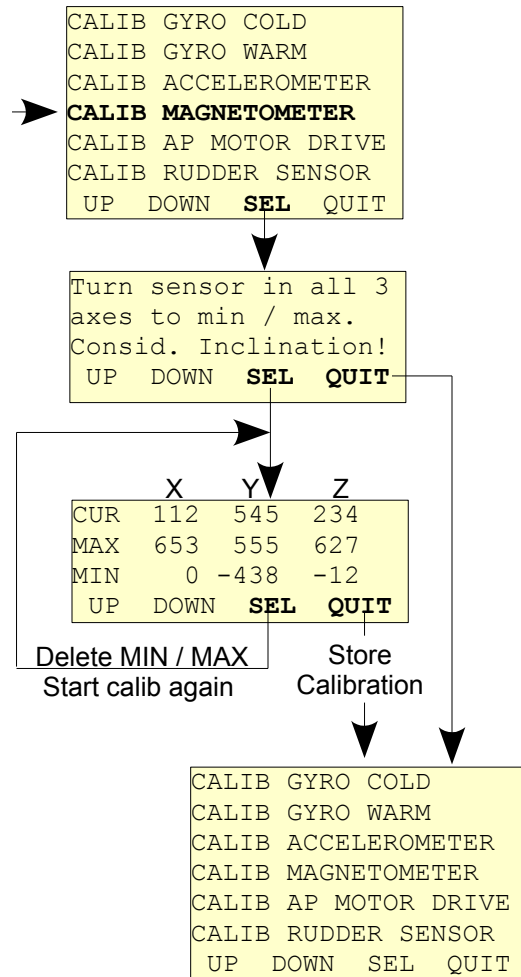 CALIB GYRO COLD
CALIB GYRO WARM
CALIB ACCELEROMETER
CALIB MAGNETOMETER
CALIB AP MOTOR DRIVE
CALIB RUDDER SENSOR
UP DOWN SEL QUIT
Turn sensor in all 3
axes to min / max.
Consid. Inclination!
UP DOWN SEL QUIT
X Y Z
CUR 112 545 234
MAX 653 555 627
MIN 0 -438 -12
UP DOWN SEL QUIT
Delete MIN / MAX
Start calib again
Store
Calibration
CALIB GYRO COLD
CALIB GYRO WARM
CALIB ACCELEROMETER
CALIB MAGNETOMETER
CALIB AP MOTOR DRIVE
CALIB RUDDER SENSOR
UP DOWN SEL QUIT